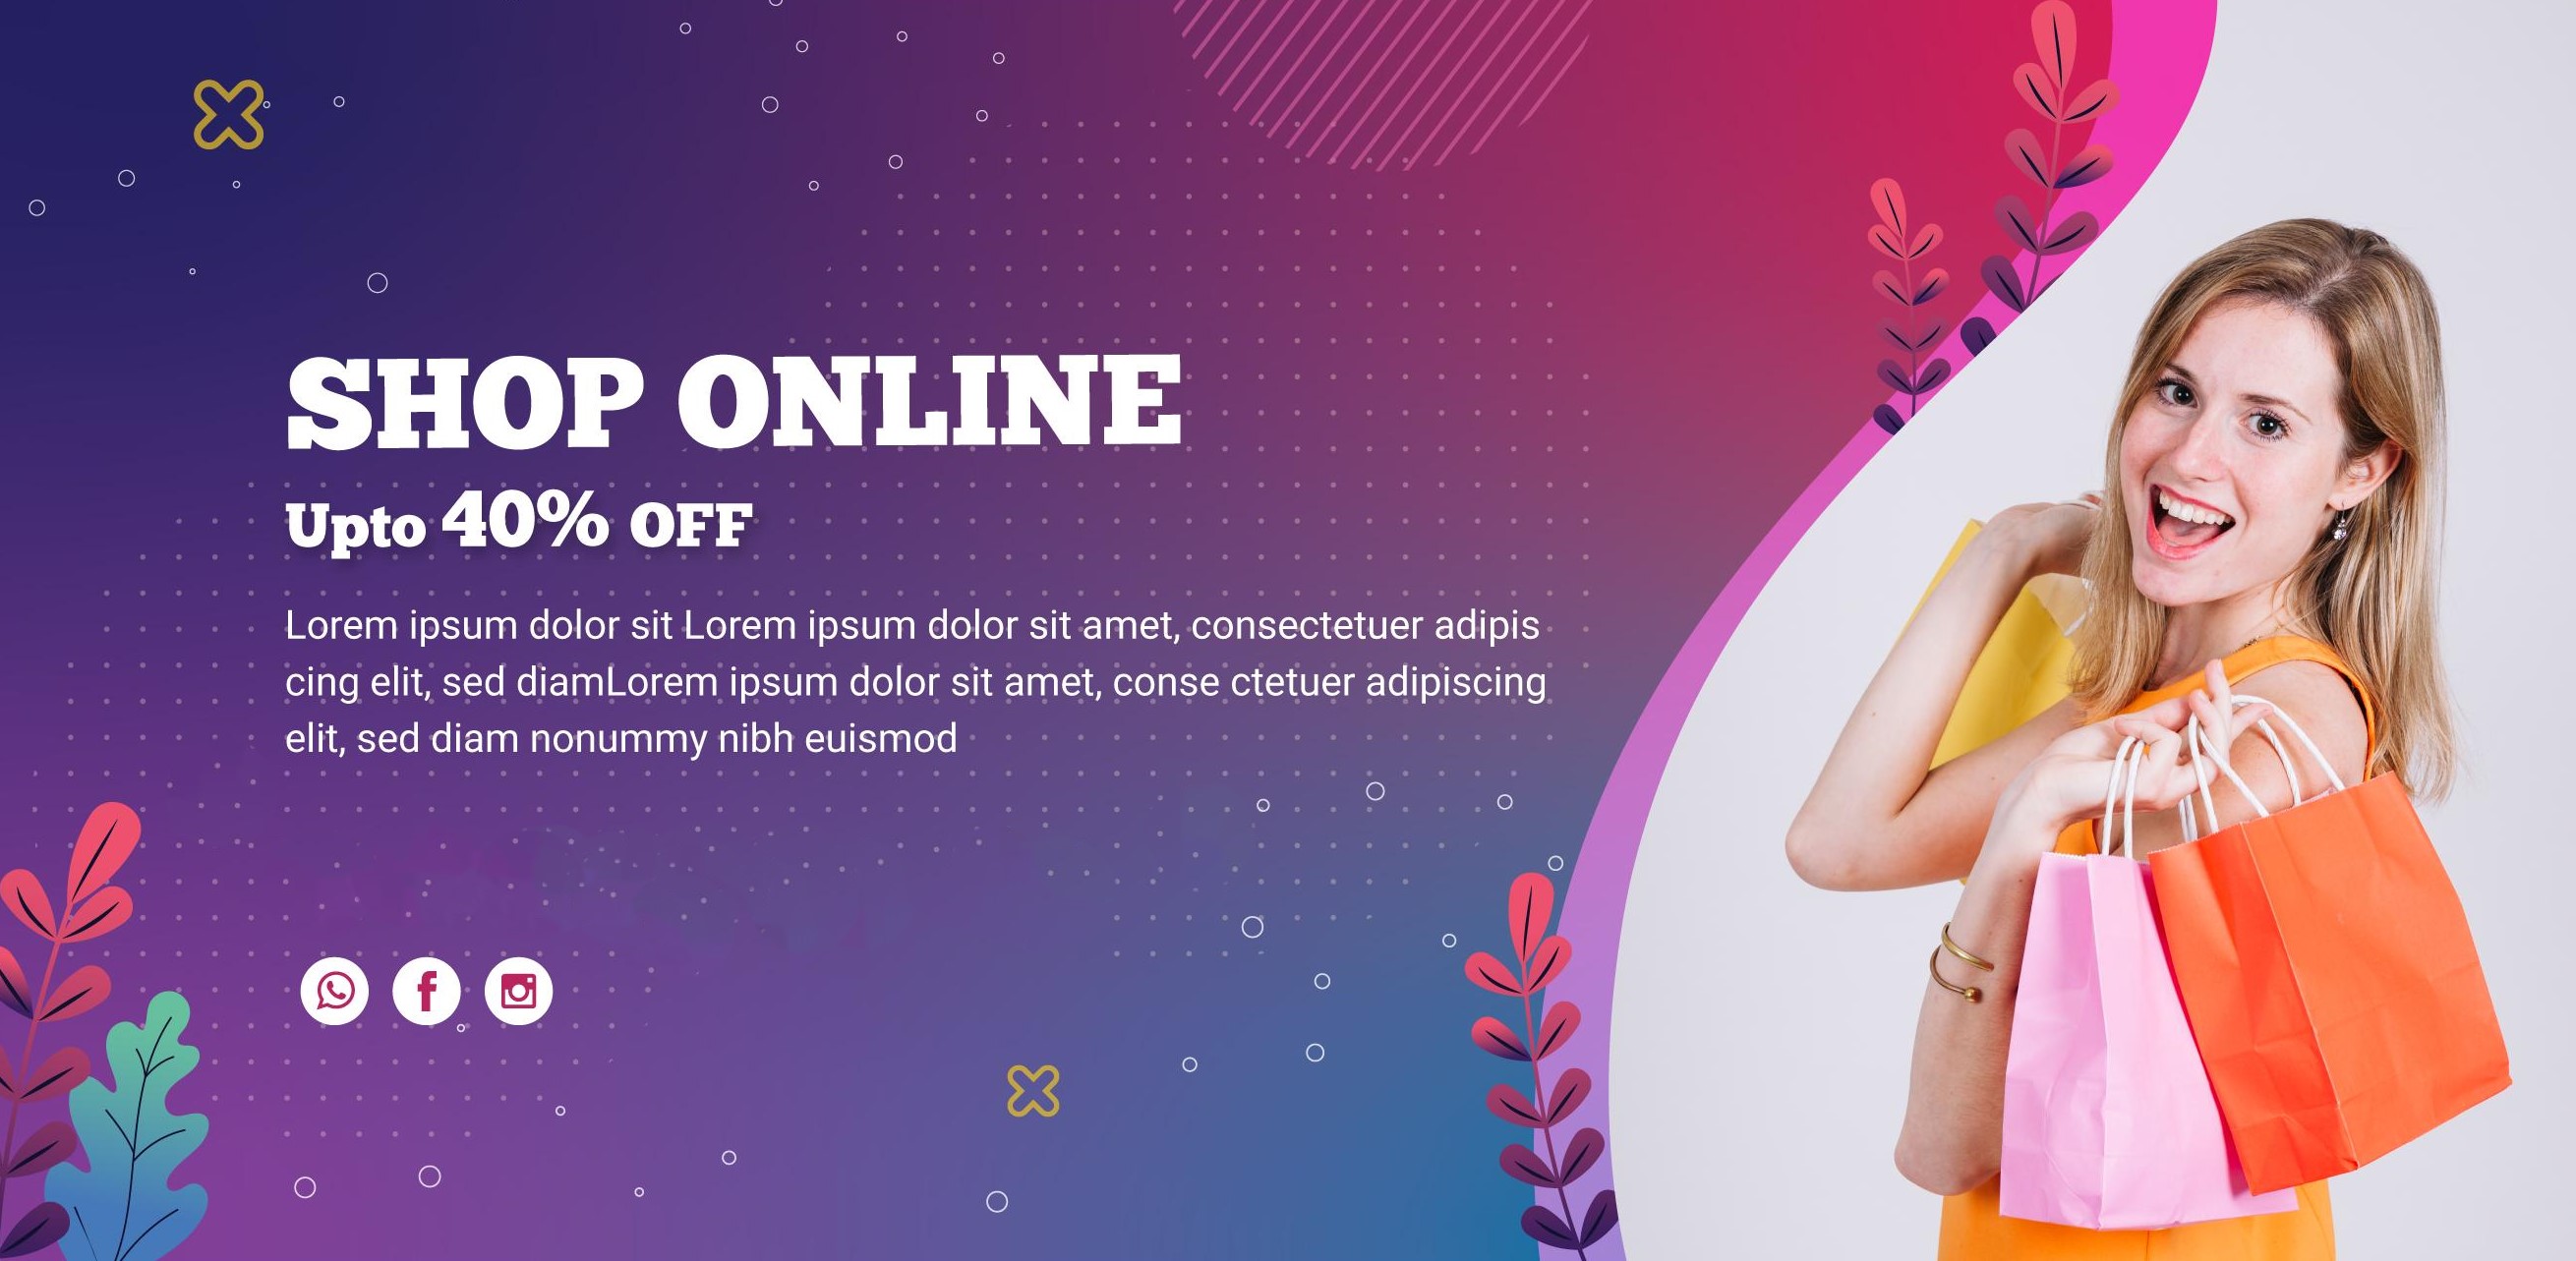 SHOP ONLINE
Upto 40% OFF
Lorem ipsum dolor sit Lorem ipsum dolor sit amet, consectetuer adipis
cing elit, sed diamLorem ipsum dolor sit amet, conse ctetuer adipiscing
elit, sed diam nonummy nibh euismod